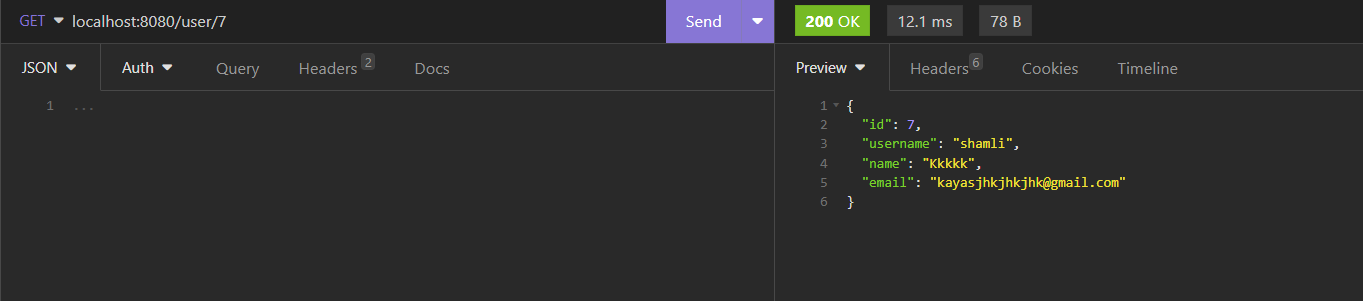 GET localhost:8080/user/7 Send 200 OK 12.1 ms 78 B
JSON Auth Query Headers 2 Docs Preview Headers 6 Cookies Timeline
1 ...
1 {
2 "id": 7,
3 "username": "shamli",
4 "name": "Kkkkk",
5 "email": "kayasjhkjhkjhk@gmail.com"
6 }